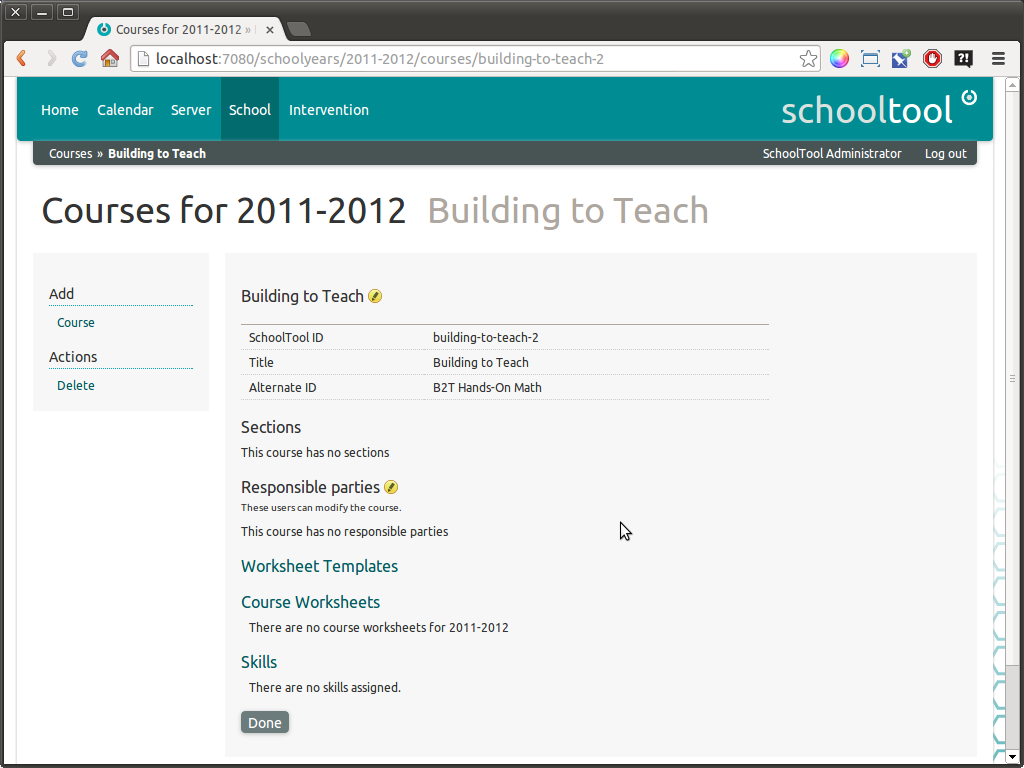 Courses for 2011-2012 »
localhost:7080/schoolyears/2011-2012/courses/building-to-teach-2
?!
Home Calendar Server School Intervention
schooltool
Courses » Building to Teach
SchoolTool Administrator Log out
Courses for 2011-2012 Building to Teach
Add
Course
Actions
Delete
Building to Teach
SchoolTool ID building-to-teach-2
Title Building to Teach
Alternate ID B2T Hands-On Math
Sections
This course has no sections
Responsible parties
These users can modify the course.
This course has no responsible parties
Worksheet Templates
Course Worksheets
There are no course worksheets for 2011-2012
Skills
There are no skills assigned.
Done